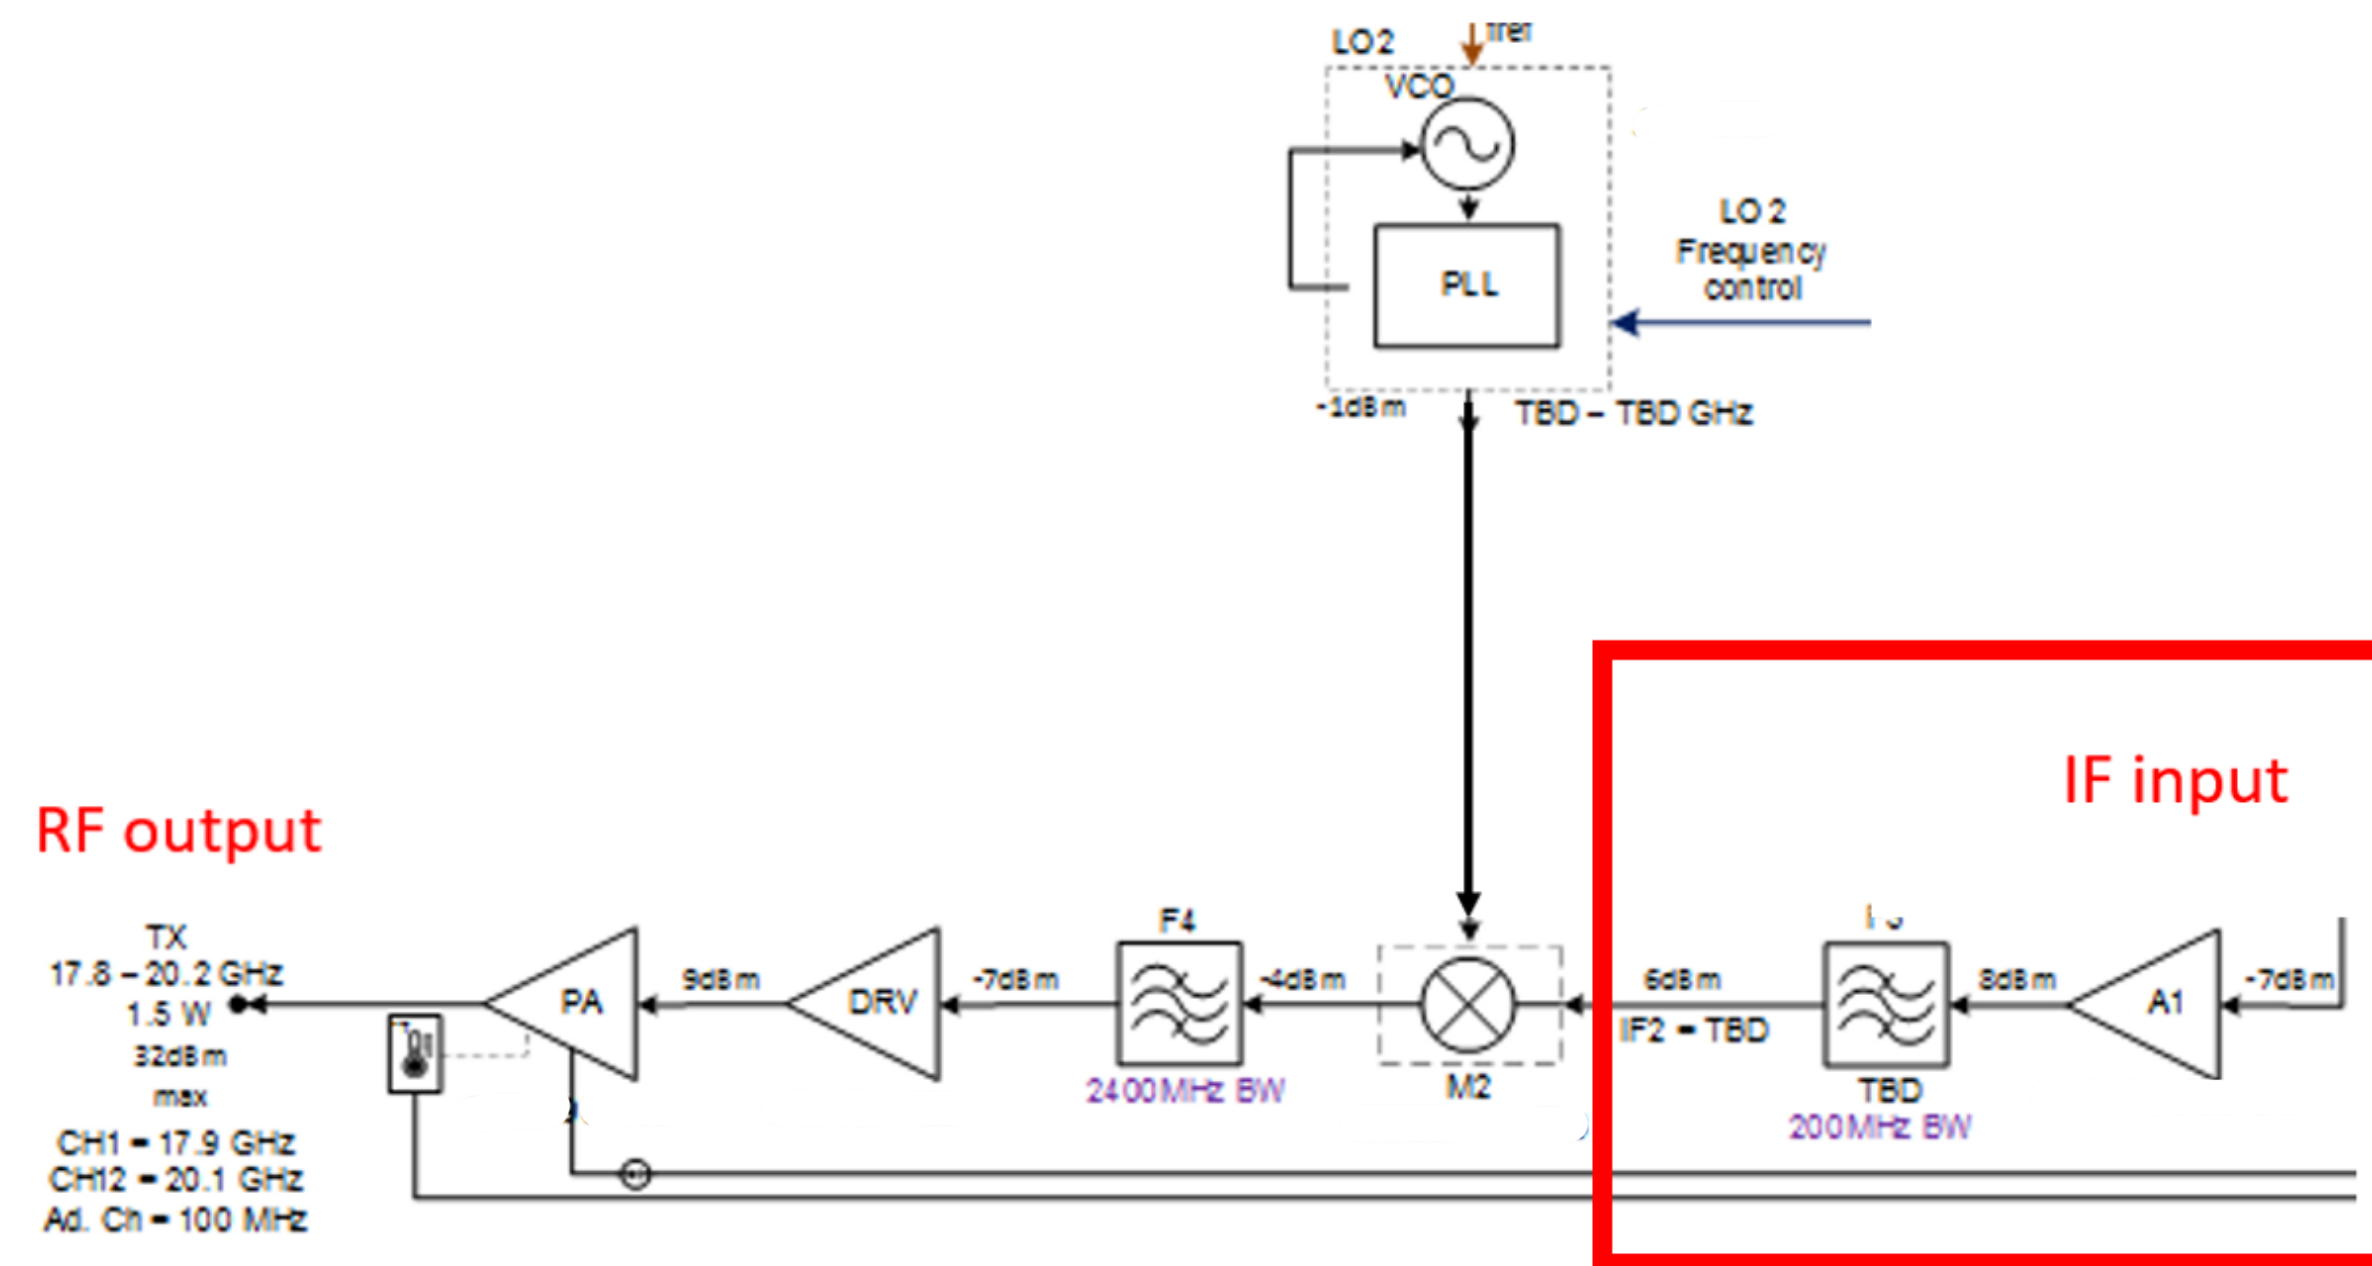 LO2
fref
VCO
PLL
LO 2
Frequency
control
-1dBm
TBD – TBD GHz
IF input
RF output
TX
17.8 – 20.2 GHz
1.5 W
32dBm
max
CH1 = 17.9 GHz
CH12 = 20.1 GHz
Ad. Ch = 100 MHz
PA
9dBm
DRV
-7dBm
F4
2400MHz BW
-4dBm
M2
6dBm
IF2 = TBD
TBD
200MHz BW
8dBm
A1
-7dBm